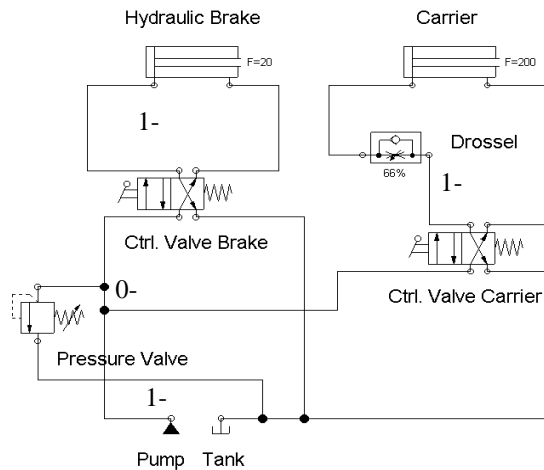 Hydraulic Brake
Carrier
F=20
F=200
1-
Drossel
66%
1-
Ctrl. Valve Brake
0-
Ctrl. Valve Carrier
Pressure Valve
1-
Pump
Tank